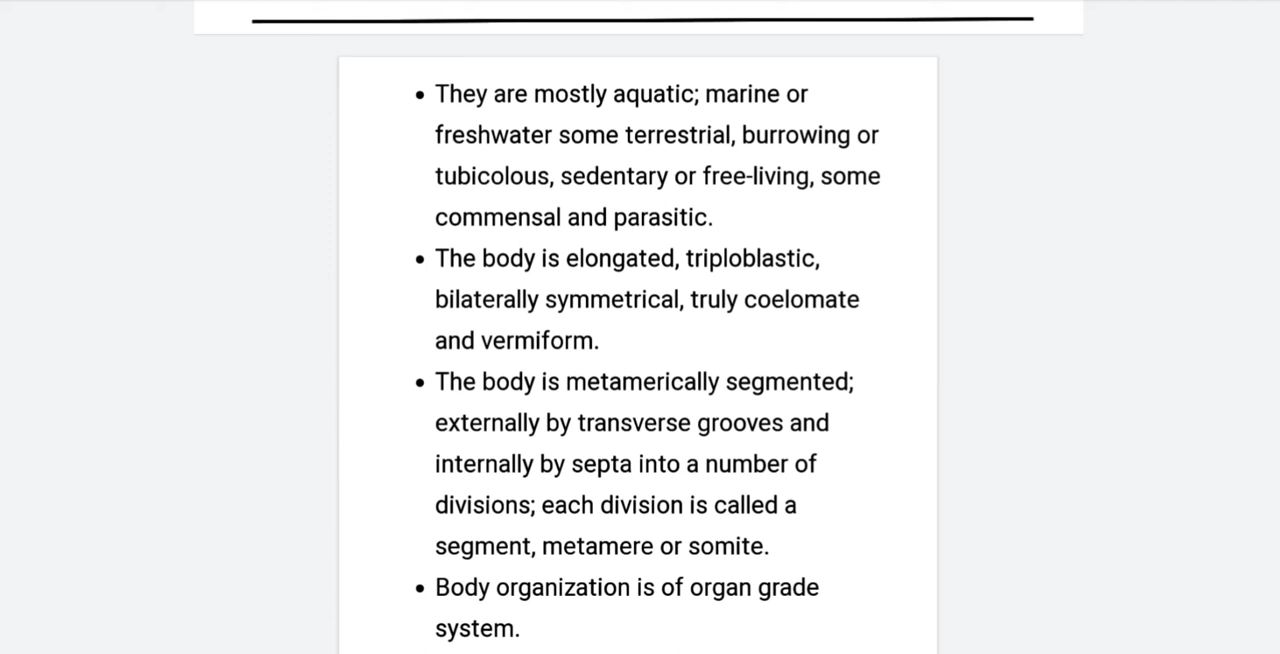 • They are mostly aquatic; marine or
freshwater some terrestrial, burrowing or
tubicolous, sedentary or free-living, some
commensal and parasitic.
• The body is elongated, triploblastic,
bilaterally symmetrical, truly coelomate
and vermiform.
• The body is metamerically segmented;
externally by transverse grooves and
internally by septa into a number of
divisions; each division is called a
segment, metamere or somite.
• Body organization is of organ grade
system.